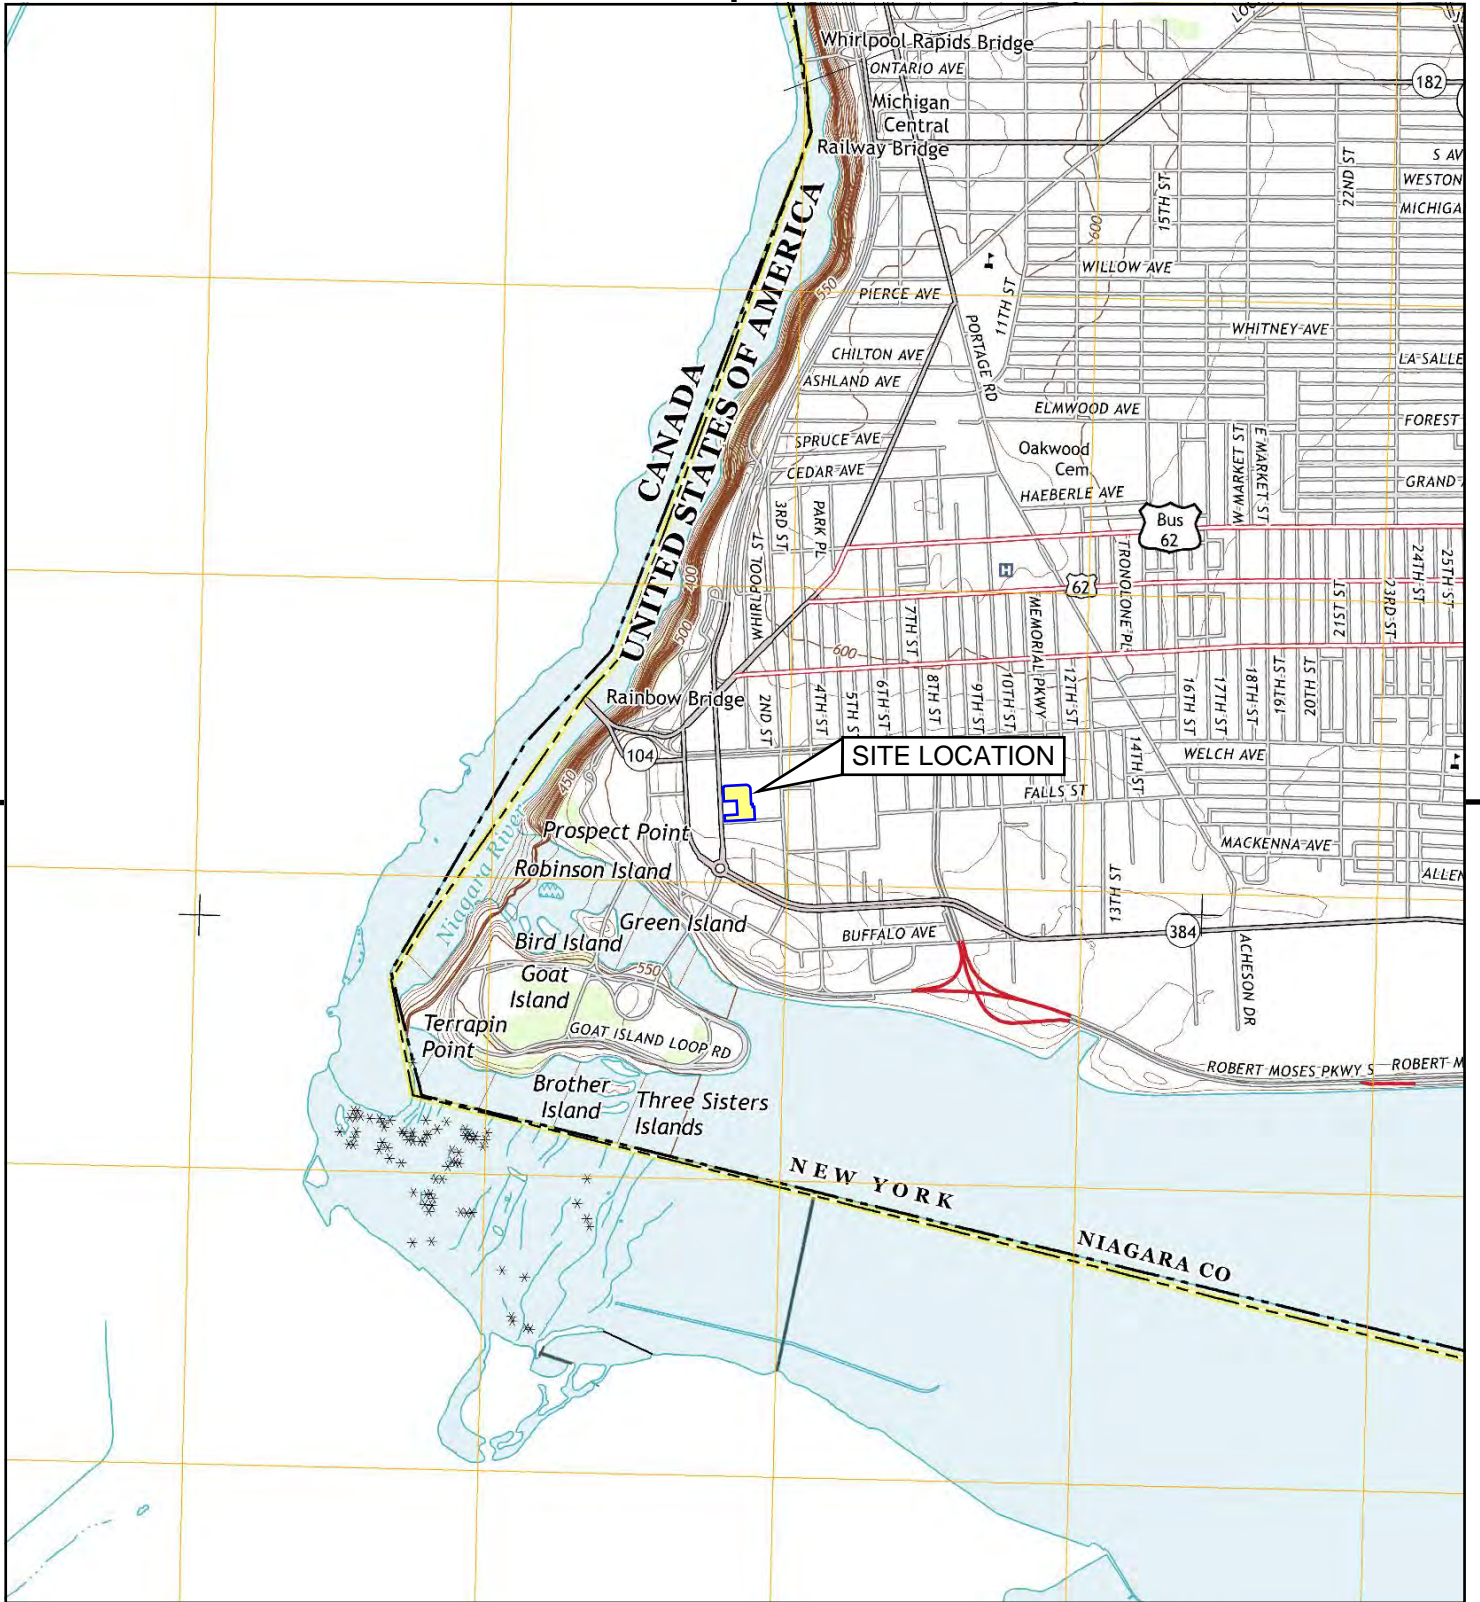 LOC
Whirlpool Rapids Bridge
ONTARIO AVE
182
Michigan
Central
Railway Bridge
22ND ST
S AV
WESTON
MICHIGA
15TH ST
600
WILLOW AVE
550
PIERCE AVE
11TH ST
PORTAGE RD
WHITNEY AVE
CHILTON AVE
LA SALLE
ASHLAND AVE
CANADA
UNITED STATES OF AMERICA
ELMWOOD AVE
FOREST
SPRUCE AVE
Oakwood
Cem
CEDAR AVE
W MARKET ST
E MARKET ST
GRAND
HAEBERLE AVE
3RD ST
PARK PL
Bus
62
WHIRLPOOL ST
TRONOLONE PL
24TH ST
25TH ST
400
62
7TH ST
MEMORIAL PKWY
21ST ST
23RD ST
500
600
Rainbow Bridge
2ND ST
4TH ST
5TH S
6TH ST
8TH ST
9TH ST
10TH ST
12TH ST
16TH ST
17TH ST
18TH ST
19TH ST
20TH ST
104
SITE LOCATION
14TH ST
WELCH AVE
450
FALLS ST
Niagara River
Prospect Point
MACKENNA AVE
Robinson Island
ALLEN
13TH ST
Green Island
BUFFALO AVE
384
Bird Island
550
Goat
Island
ACHESON DR
Terrapin
Point
GOAT ISLAND LOOP RD
ROBERT MOSES PKWY S
ROBERT M
Brother
Island
Three Sisters
Islands
NEW YORK
NIAGARA CO